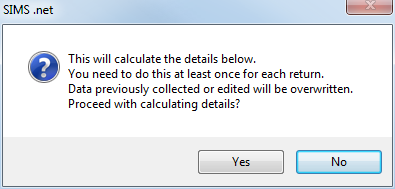 SIMS .net
This will calculate the details below.
You need to do this at least once for each return.
Data previously collected or edited will be overwritten.
Proceed with calculating details?
Yes
No